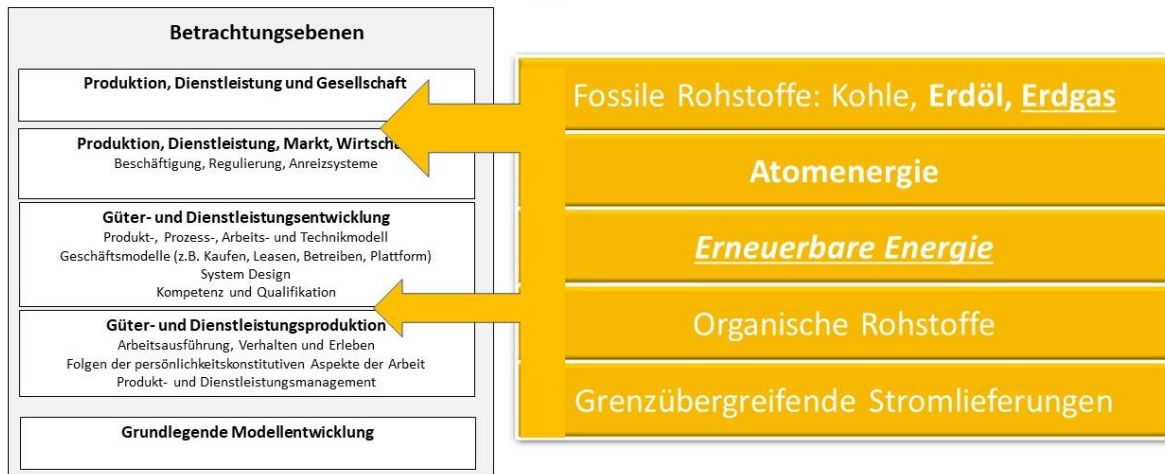 Betrachtungsebenen
Produktion, Dienstleistung und Gesellschaft
Produktion, Dienstleistung, Markt, Wirtscha
Beschäftigung, Regulierung, Anreizsysteme
Güter- und Dienstleistungsentwicklung
Produkt-, Prozess-, Arbeits- und Technikmodell
Geschäftsmodelle (z.B. Kaufen, Leasen, Betreiben, Plattform)
System Design
Kompetenz und Qualifikation
Güter- und Dienstleistungsproduktion
Arbeitsausführung, Verhalten und Erleben
Folgen der persönlichkeitskonstitutiven Aspekte der Arbeit
Produkt- und Dienstleistungsmanagement
Grundlegende Modellentwicklung
Fossile Rohstoffe: Kohle, Erdöl, Erdgas
Atomenergie
Erneuerbare Energie
Organische Rohstoffe
Grenzübergreifende Stromlieferungen